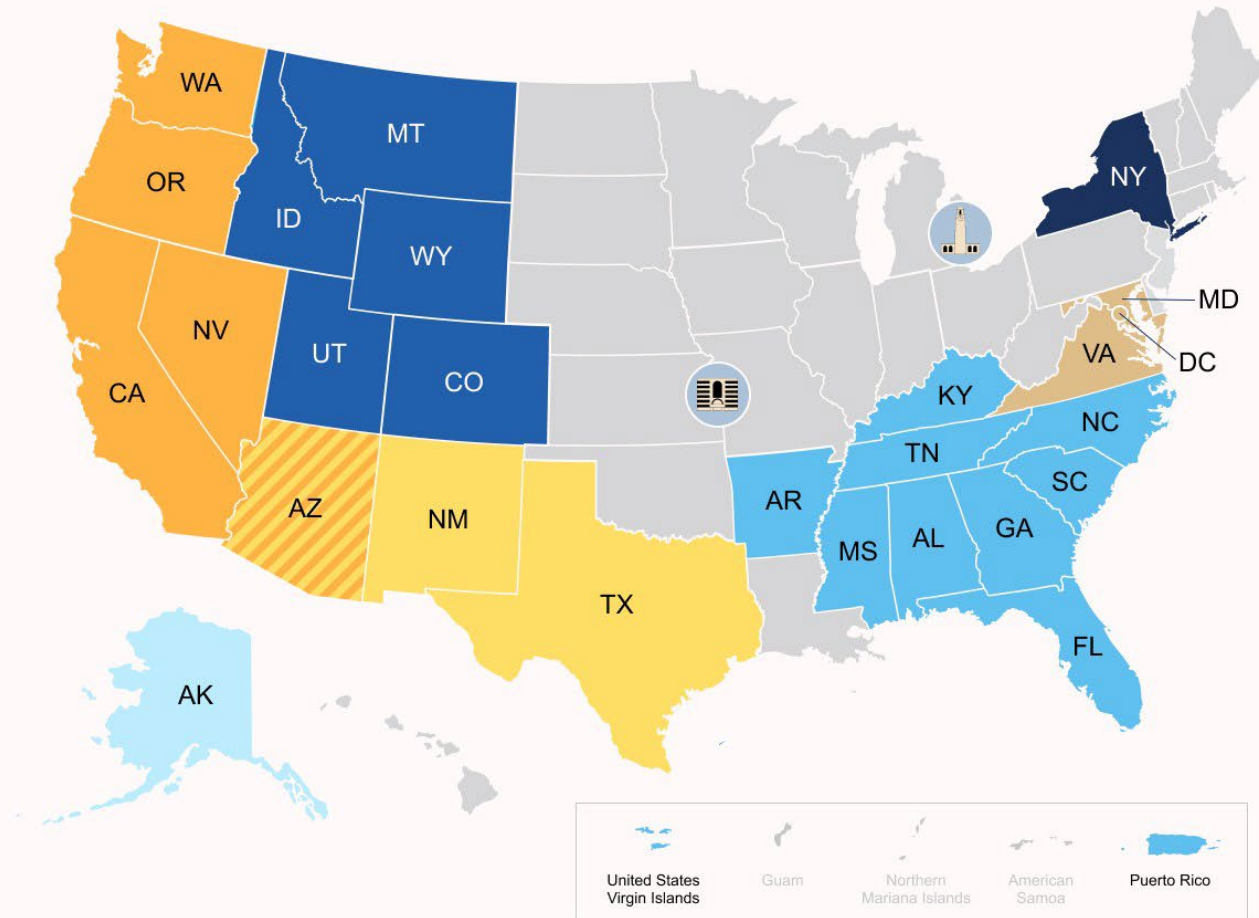 WA
MT
OR
ID
NY
WY
MD
NV
UT
CO
VA
DC
CA
KY
NC
TN
SC
AZ
NM
AR
GA
MS
AL
TX
FL
AK
United States
Virgin Islands
Guam
Northern
Mariana Islands
American
Samoa
Puerto Rico